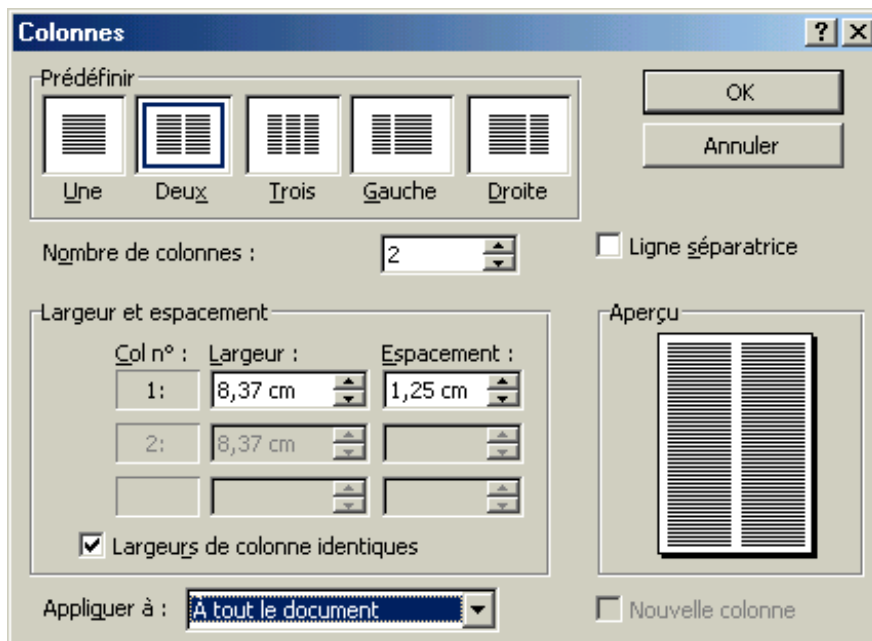 Colonnes
Prédéfinir
OK
Annuler
Une Deux Trois Gauche Droite
Nombre de colonnes : 2
Ligne séparatrice
Largeur et espacement
Aperçu
Col n° : Largeur : Espacement :
1: 8,37 cm 1,25 cm
2: 8,37 cm
Largeurs de colonne identiques
Appliquer à : À tout le document
Nouvelle colonne